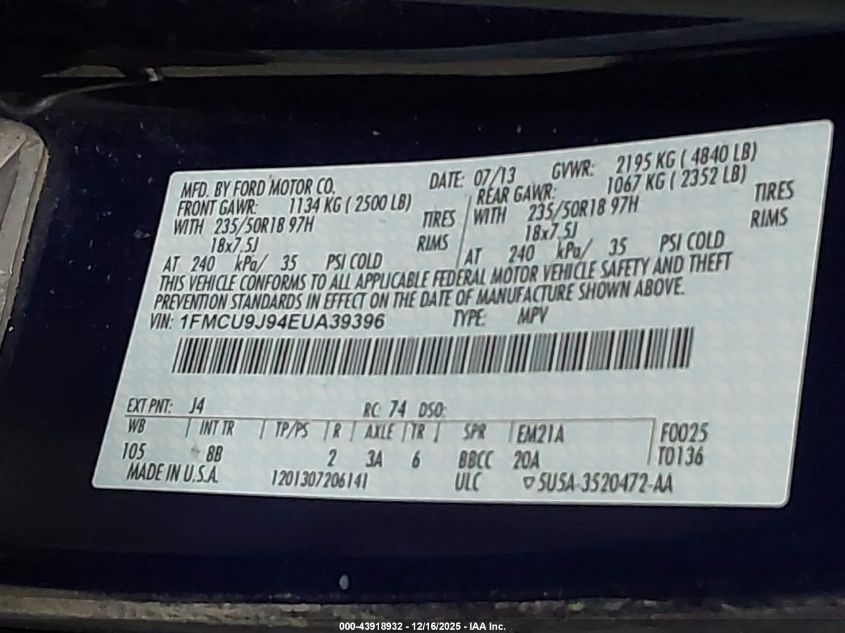 MFD. BY FORD MOTOR CO. DATE: 07/13 GVWR: 2195 KG ( 4840 LB)
FRONT GAWR: 1134 KG ( 2500 LB) REAR GAWR: 1067 KG ( 2352 LB)
WITH 235/50R18 97H TIRES WITH 235/50R18 97H TIRES
18x7.5J RIMS 18x7.5J RIMS
AT 240 kPa/ 35 PSI COLD AT 240 kPa/ 35 PSI COLD
THIS VEHICLE CONFORMS TO ALL APPLICABLE FEDERAL MOTOR VEHICLE SAFETY AND THEFT
PREVENTION STANDARDS IN EFFECT ON THE DATE OF MANUFACTURE SHOWN ABOVE.
VIN: 1FMCU9J94EUA39396 TYPE: MPV
EXT PNT: J4 RC: 74 DSO:
WB INT TR TP/PS R AXLE TR SPR EM21A F0025
105 8B 2 3A 6 BBCC 20A T0136
MADE IN U.S.A. 1201307206141 ULC 5U5A-3520472-AA
000-43918932 - 12/16/2025 - IAA Inc.